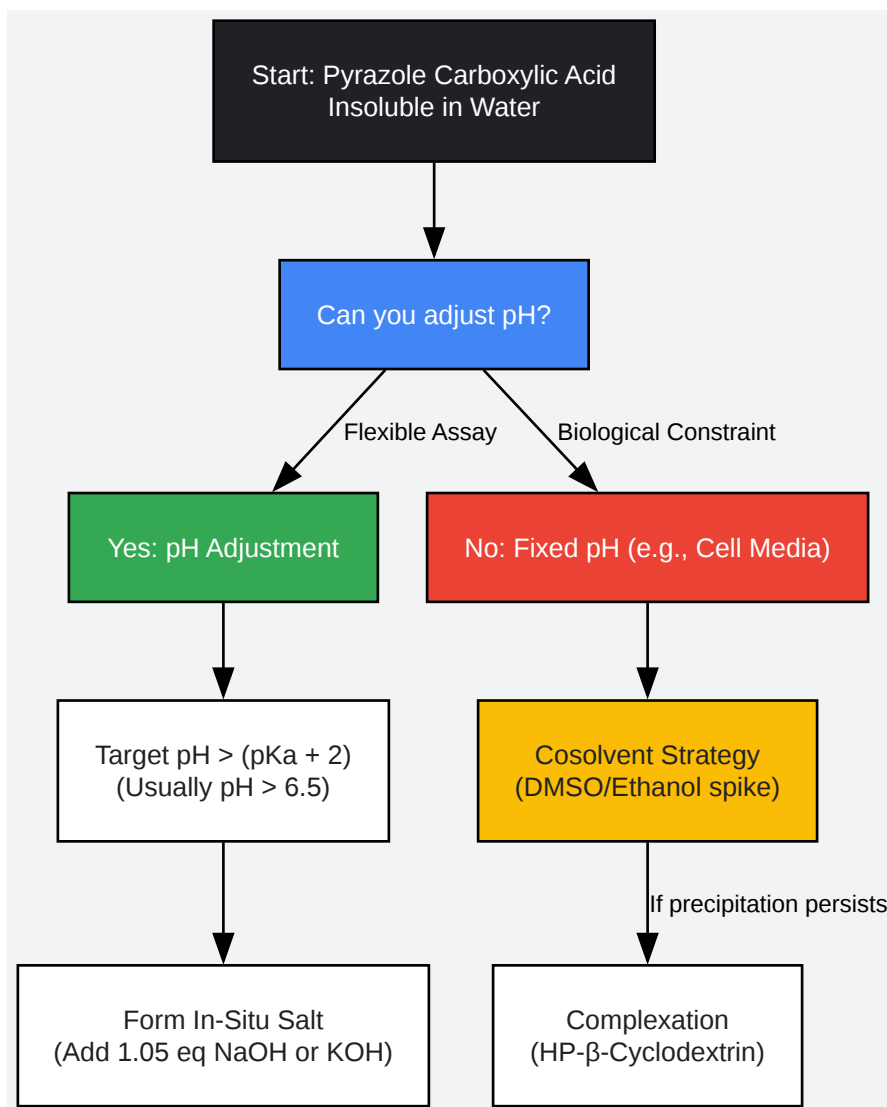 Start: Pyrazole Carboxylic Acid
Insoluble in Water
Can you adjust pH?
Flexible Assay
Biological Constraint
Yes: pH Adjustment
No: Fixed pH (e.g., Cell Media)
Target pH > (pKa + 2)
(Usually pH > 6.5)
Cosolvent Strategy
(DMSO/Ethanol spike)
If precipitation persists
Form In-Situ Salt
(Add 1.05 eq NaOH or KOH)
Complexation
(HP-β-Cyclodextrin)